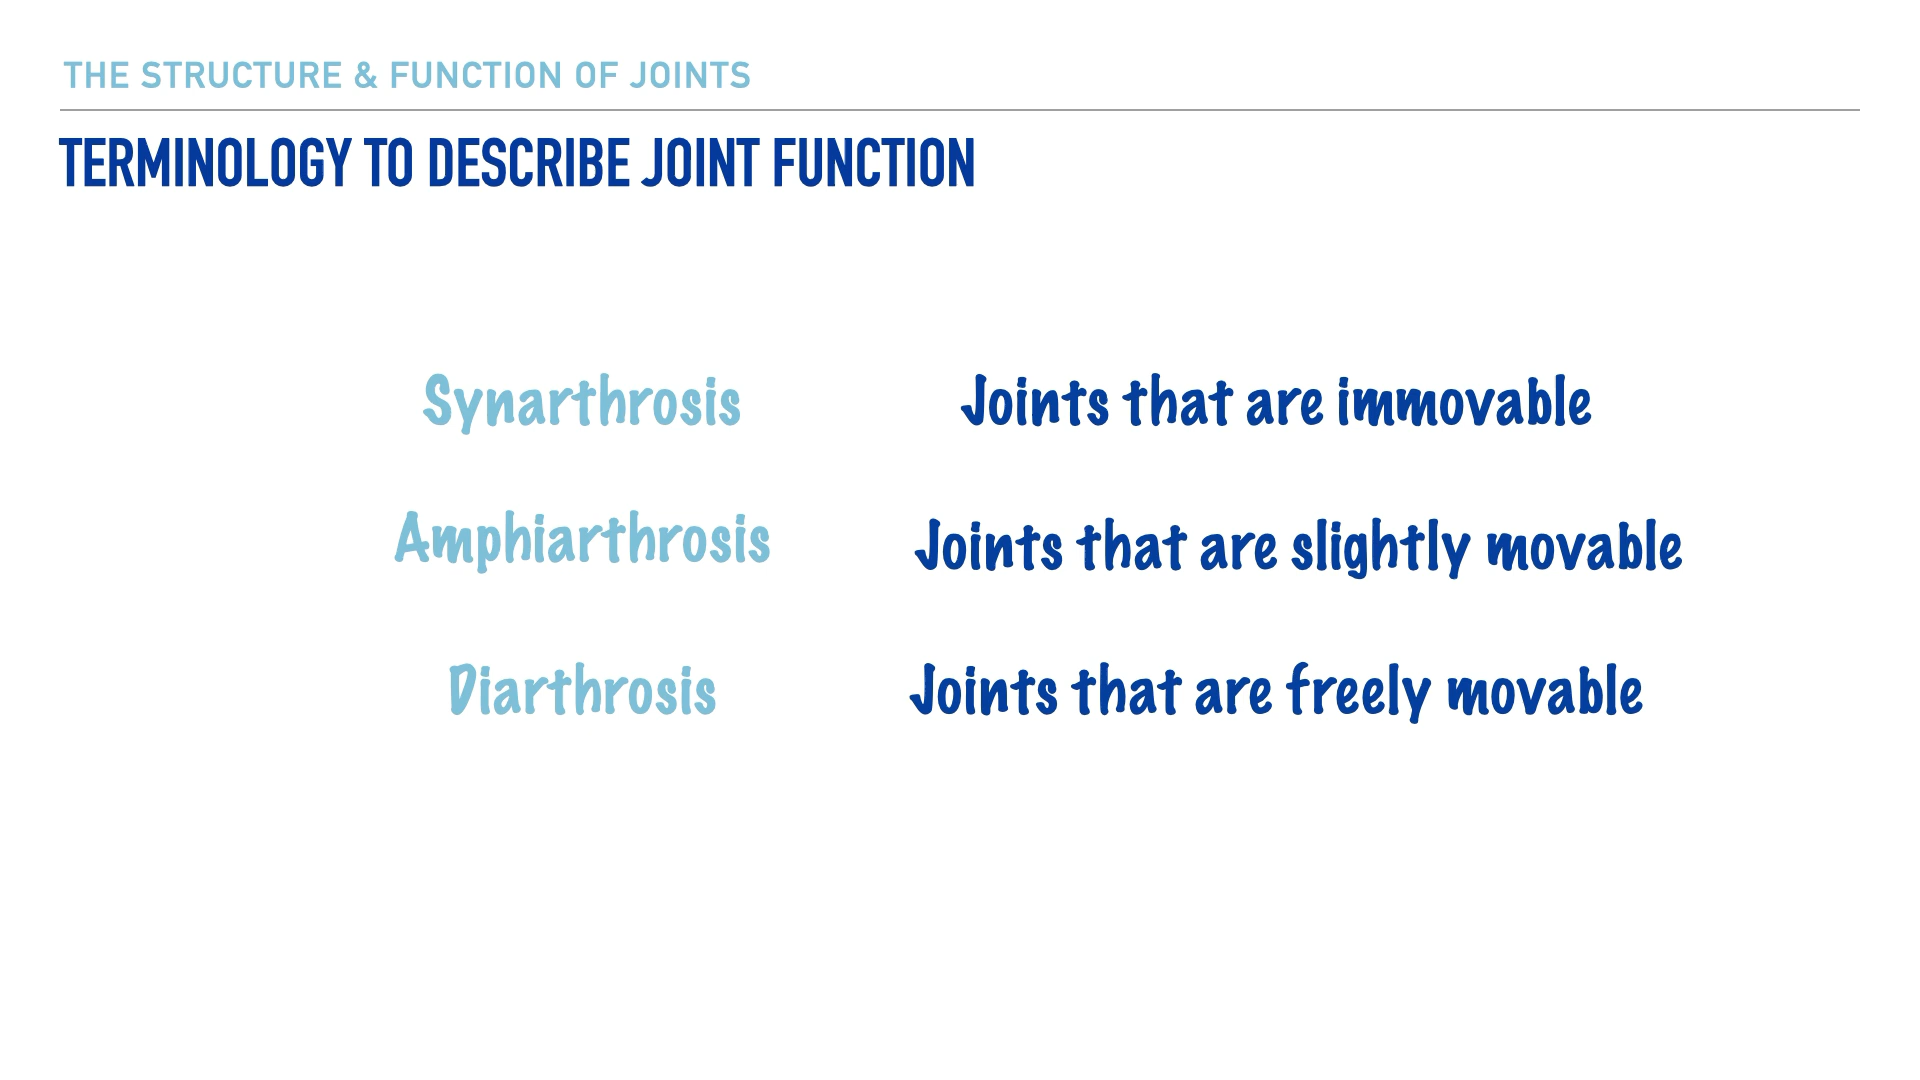 THE STRUCTURE & FUNCTION OF JOINTS
TERMINOLOGY TO DESCRIBE JOINT FUNCTION
Synarthrosis Joints that are immovable
Amphiarthrosis Joints that are slightly movable
Diarthrosis Joints that are freely movable